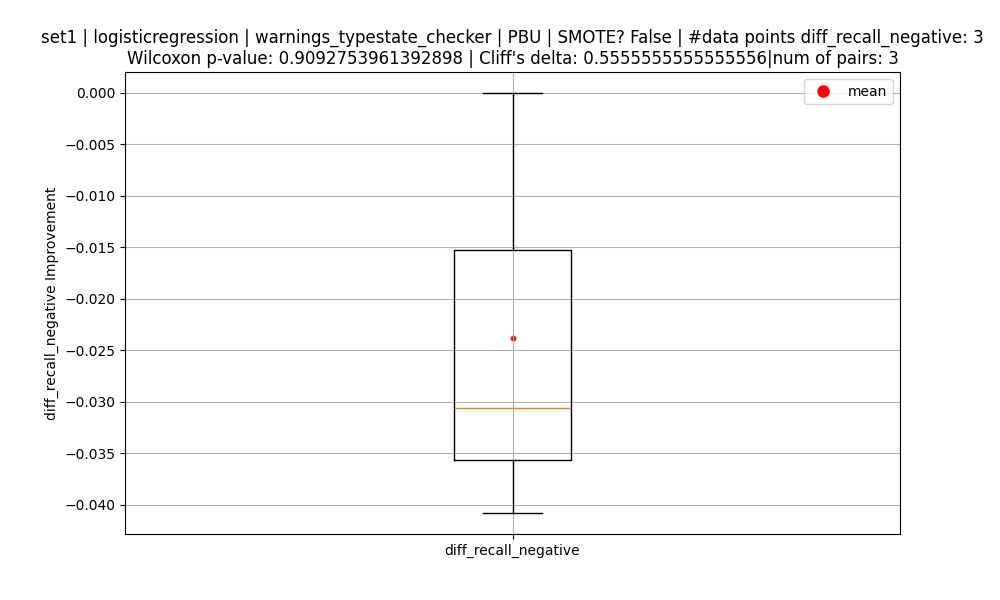 set1 | logisticregression | warnings_typestate_checker | PBU | SMOTE? False | #data points diff_recall_negative: 3
Wilcoxon p-value: 0.9092753961392898 | Cliff's delta: 0.5555555555555556|num of pairs: 3
mean
0.000
−0.005
−0.010
−0.015
−0.020
−0.025
−0.030
−0.035
−0.040
diff_recall_negative Improvement
diff_recall_negative